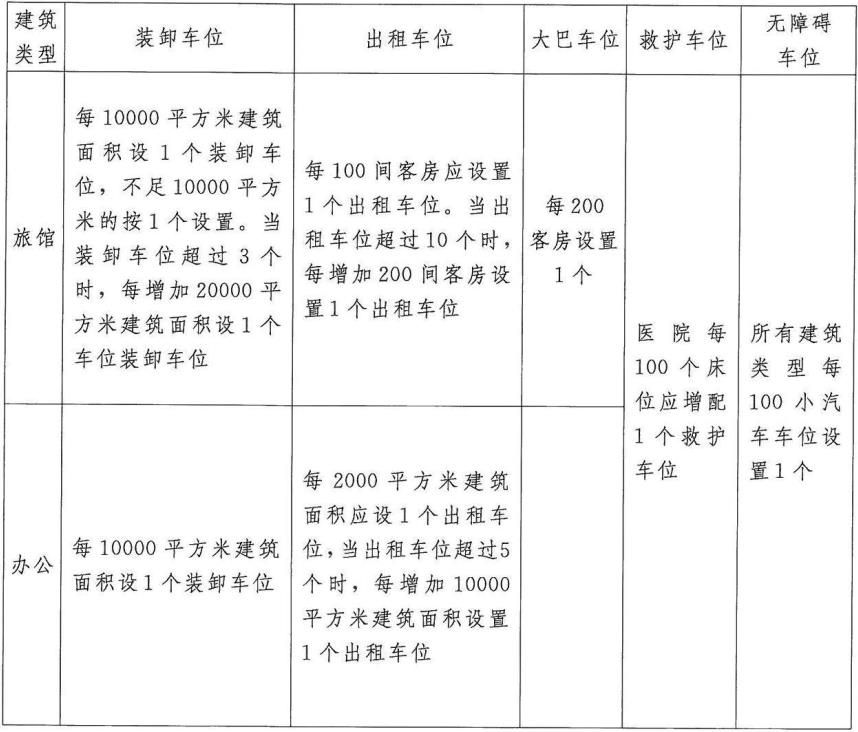 建筑
类型
装卸车位
出租车位
大巴车位
救护车位
无障碍
车位
旅馆
每10000平方米建筑
面积设1个装卸车
位，不足10000平方
米的按1个设置。当
装卸车位超过3个
时，每增加20000平
方米建筑面积设1个
车位装卸车位
每100间客房应设置
1个出租车位。当出
租车位超过10个时，
每增加200间客房设
置1个出租车位
每200
客房设置
1个
医院每
100个床
位应增配
1个救护
车位
所有建筑
类型每
100小汽
车车位设
置1个
办公
每10000平方米建筑
面积设1个装卸车位
每2000平方米建筑
面积应设1个出租车
位,当出租车位超过5
个时，每增加10000
平方米建筑面积设置
1个出租车位